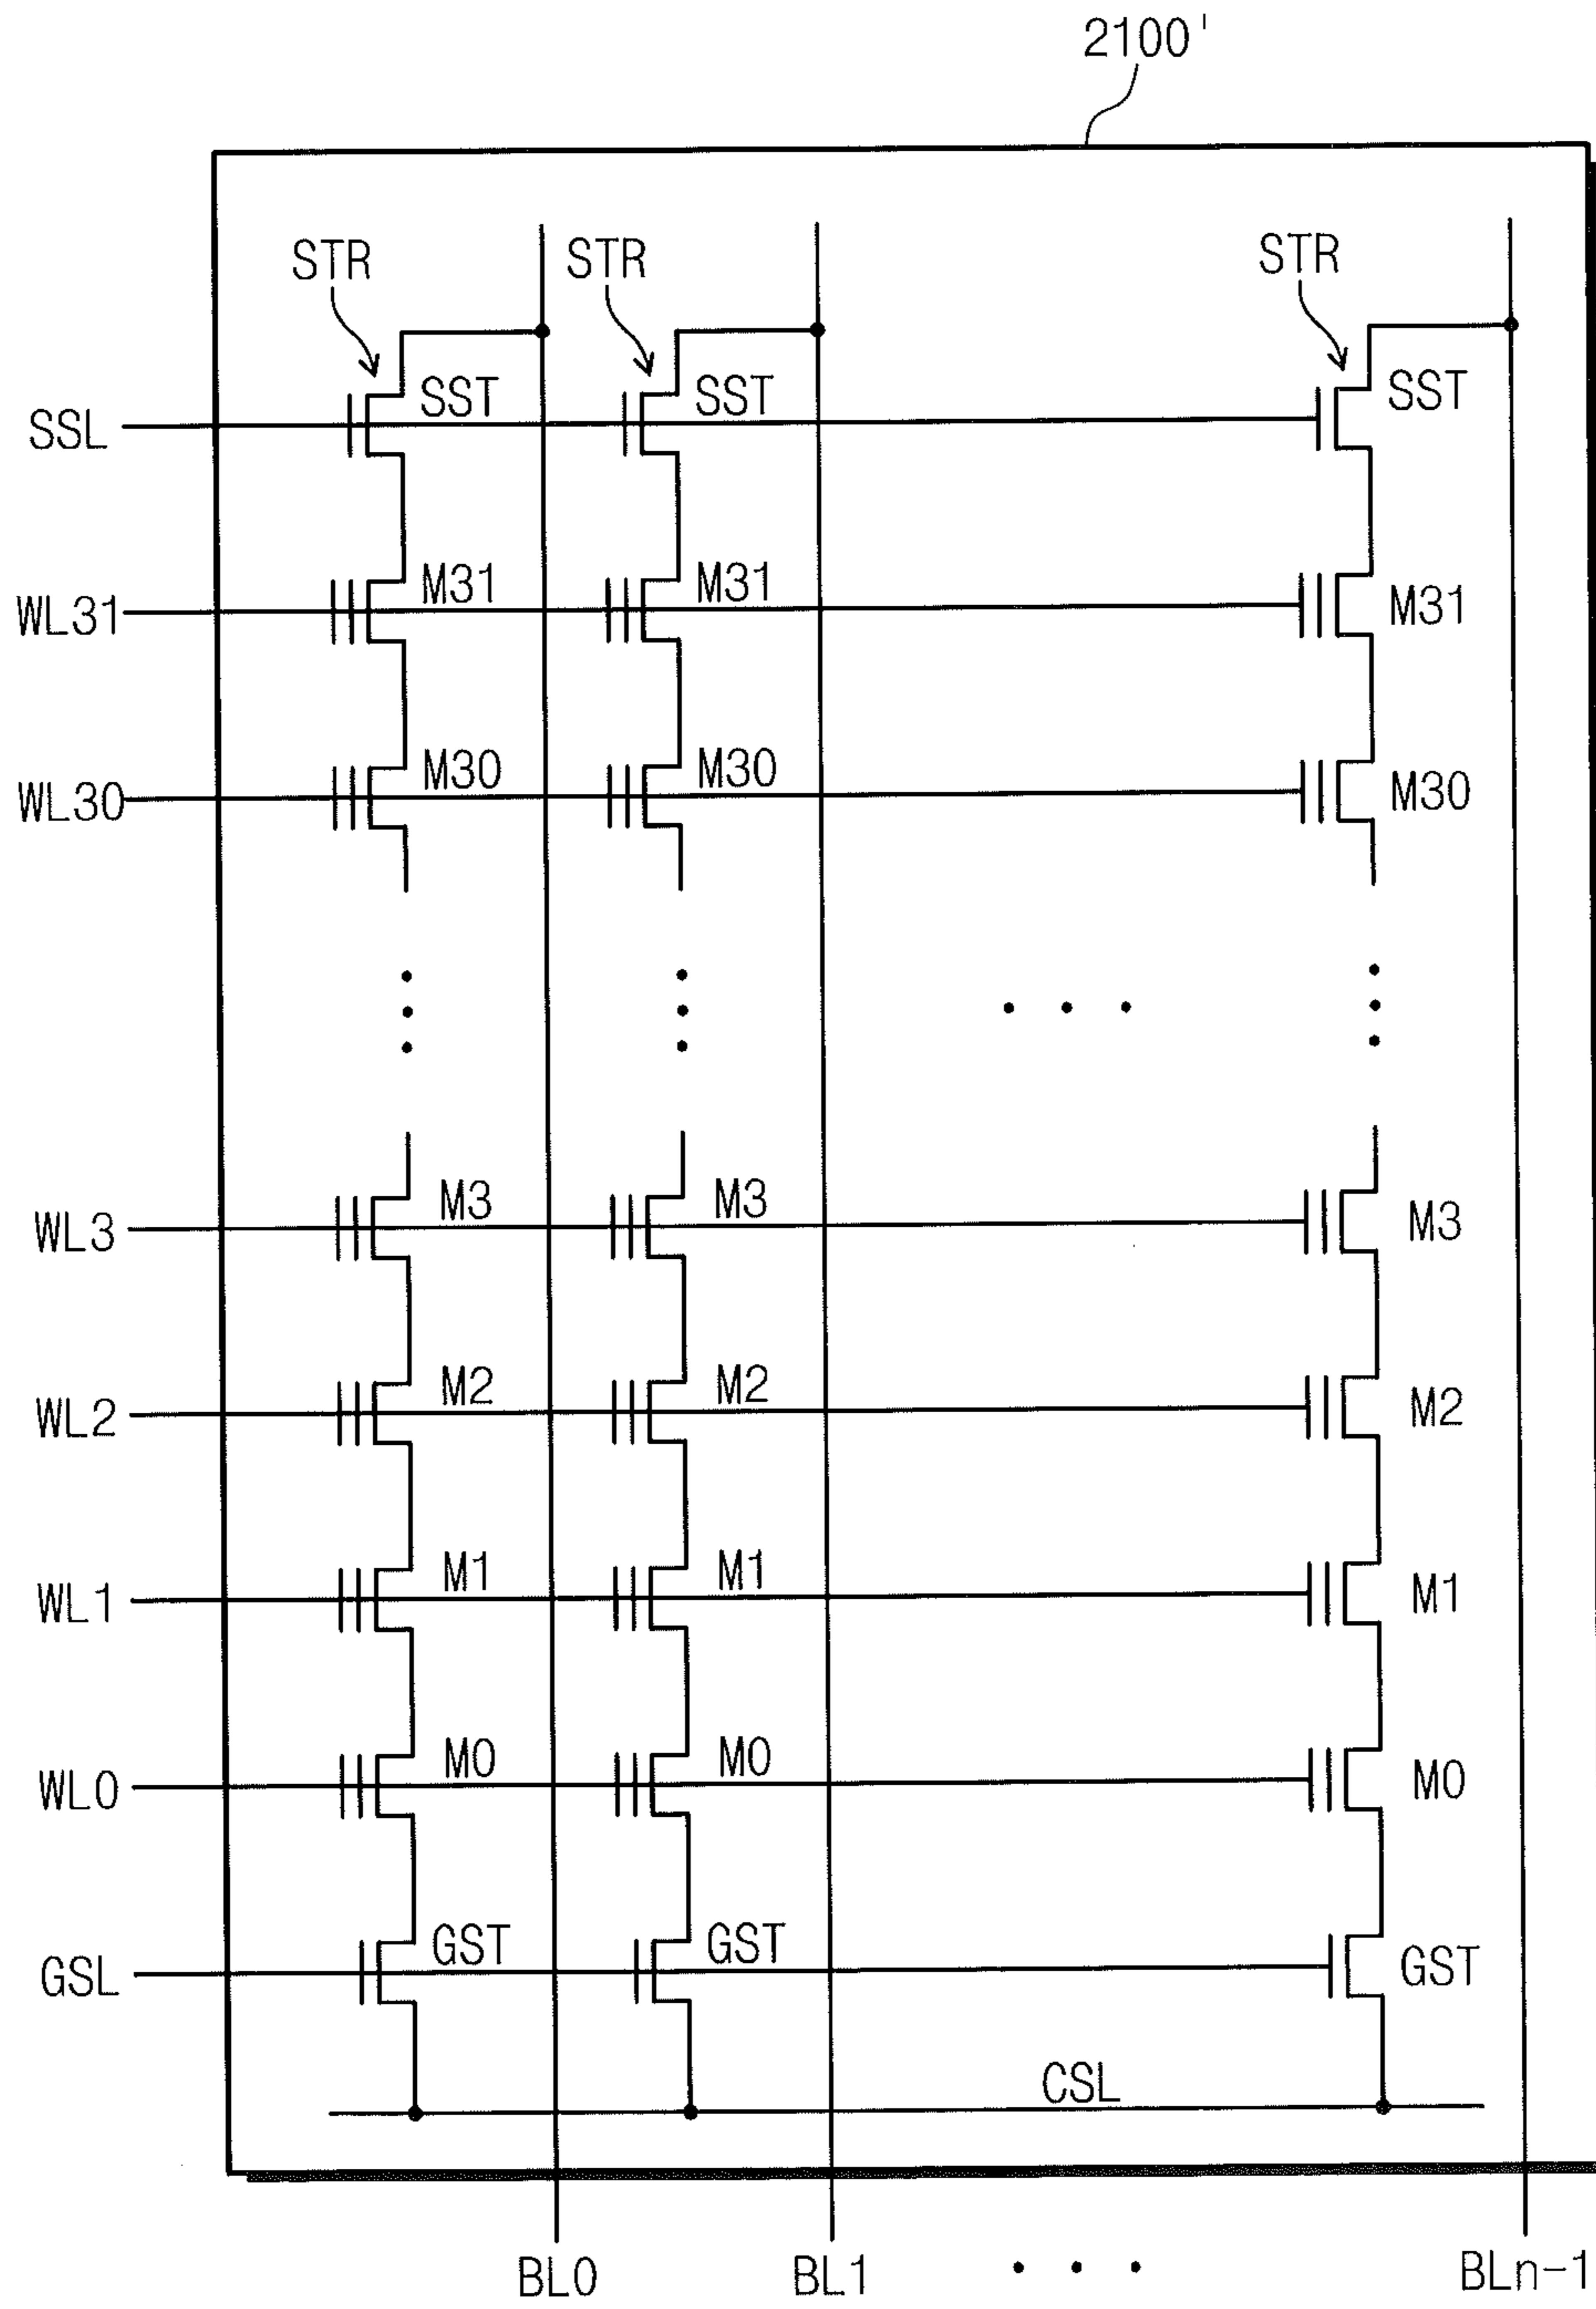 2100'
STR STR STR
SST SST SST
SSL
M31 M31 M31
WL31
M30 M30 M30
WL30
M3 M3 M3
WL3
M2 M2 M2
WL2
M1 M1 M1
WL1
M0 M0 M0
WL0
GST GST GST
GSL
CSL
BL0 BL1 BLn-1